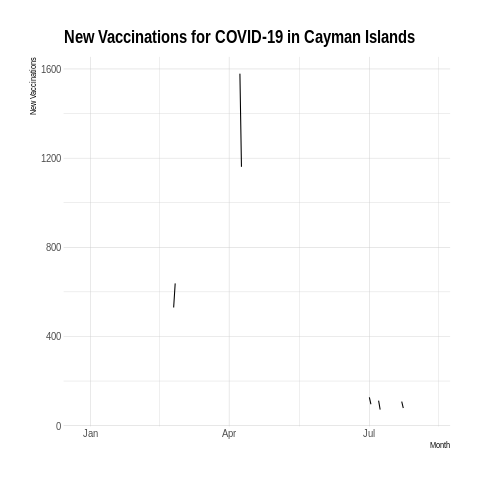 New Vaccinations for COVID-19 in Cayman Islands
New Vaccinations
1600
1200
800
400
0
Jan Apr Jul
Month